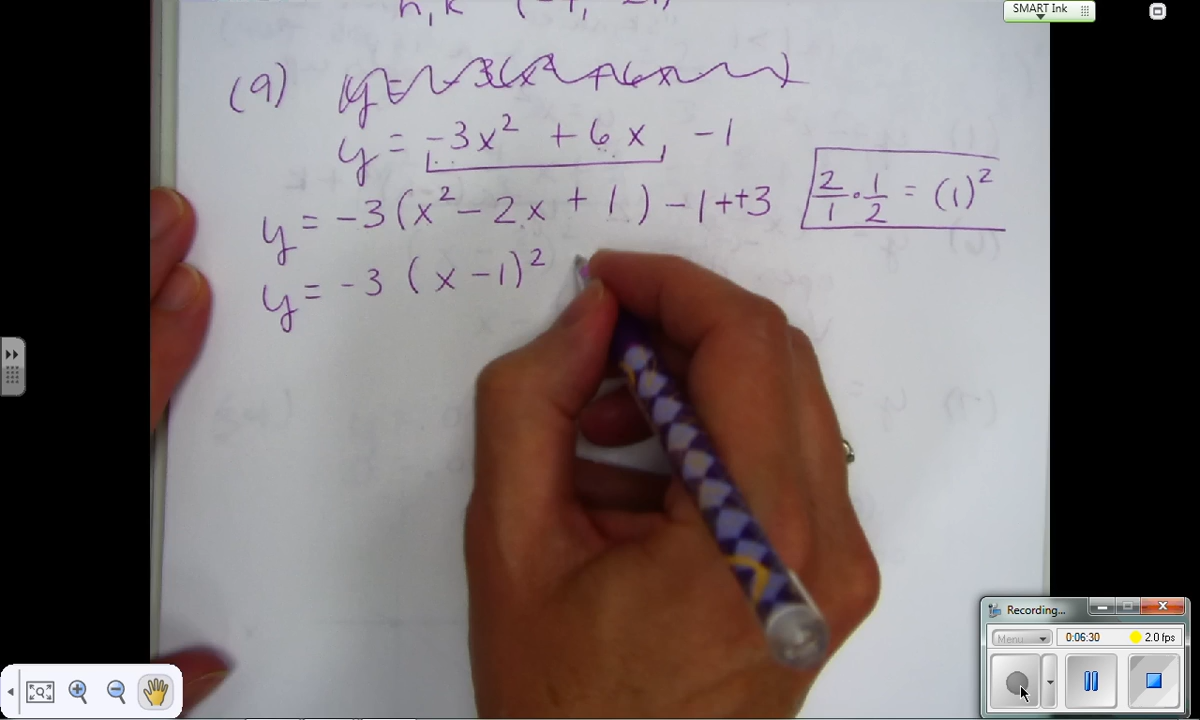 SMART Ink
h, k
(9)
y = -3x² + 6x, -1
y = -3(x² - 2x + 1) - 1 + +3
2/1 · 1/2 = (1)²
y = -3 (x - 1)²
Recording...
Menu
0:06:30
2.0 fps